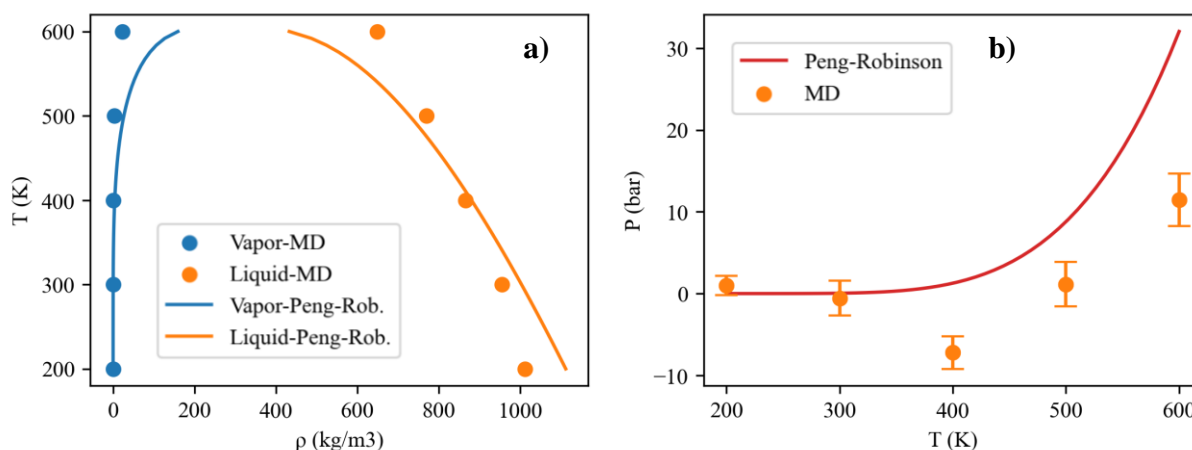 a)
600
500
400
300
200
T (K)
Vapor-MD
Liquid-MD
Vapor-Peng-Rob.
Liquid-Peng-Rob.
0 200 400 600 800 1000
ρ (kg/m3)
b)
Peng-Robinson
MD
30
20
10
0
−10
P (bar)
200 300 400 500 600
T (K)